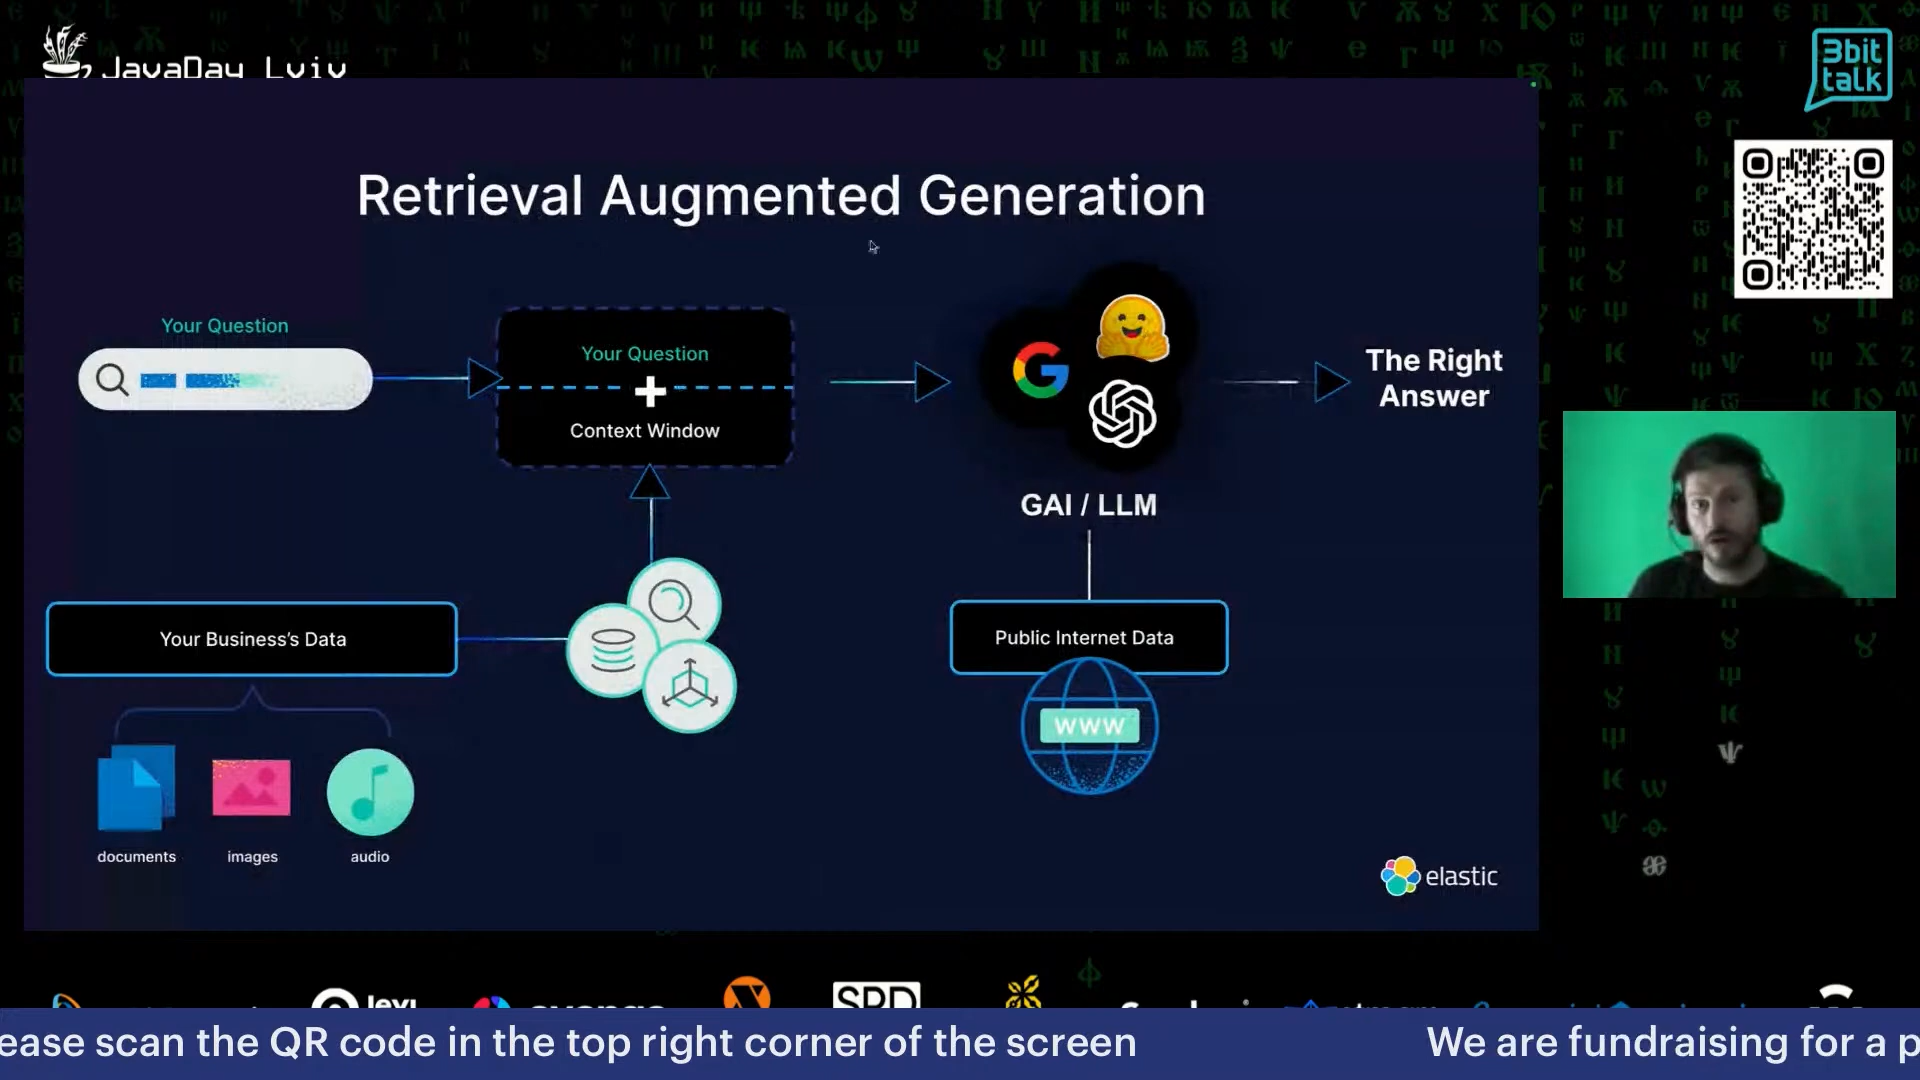 JavaDay Lviv
3bit
talk
Retrieval Augmented Generation
Your Question
Your Question
Context Window
The Right
Answer
GAI / LLM
Your Business's Data
Public Internet Data
www
documents
images
audio
elastic
SPD
ease scan the QR code in the top right corner of the screen
We are fundraising for a p